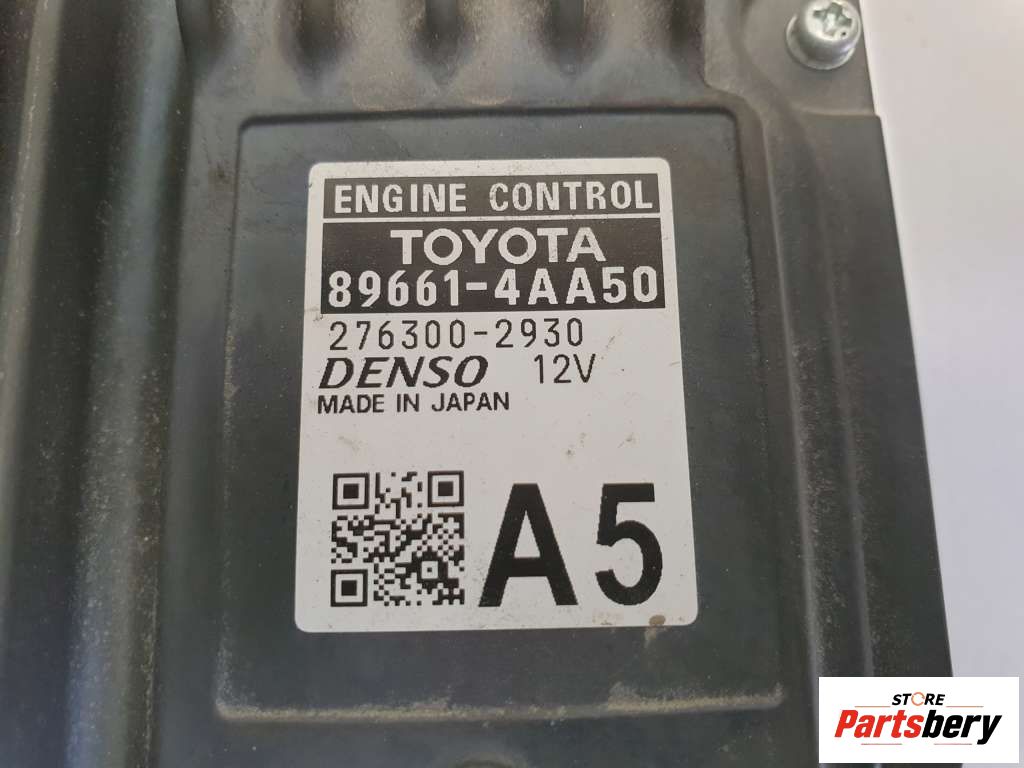 ENGINE CONTROL
TOYOTA
89661-4AA50
276300-2930
DENSO 12V
MADE IN JAPAN
A5
STORE
Partsbery